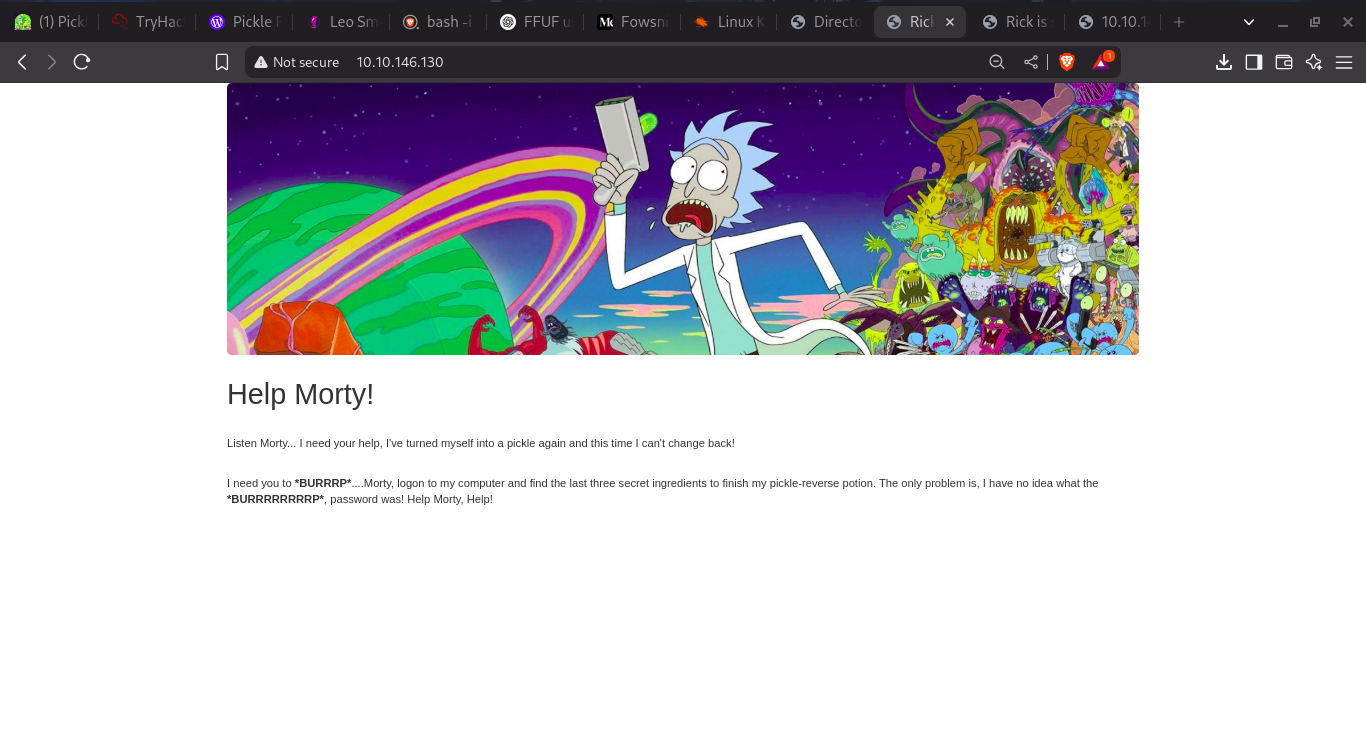 (1) Pickl
TryHac
Pickle R
Leo Sm
bash -i
FFUF u
Fowsni
Linux K
Directo
Rick
Rick is s
10.10.1
Not secure 10.10.146.130
1
Help Morty!
Listen Morty... I need your help, I've turned myself into a pickle again and this time I can't change back!
I need you to *BURRRP*....Morty, logon to my computer and find the last three secret ingredients to finish my pickle-reverse potion. The only problem is, I have no idea what the
*BURRRRRRRRP*, password was! Help Morty, Help!